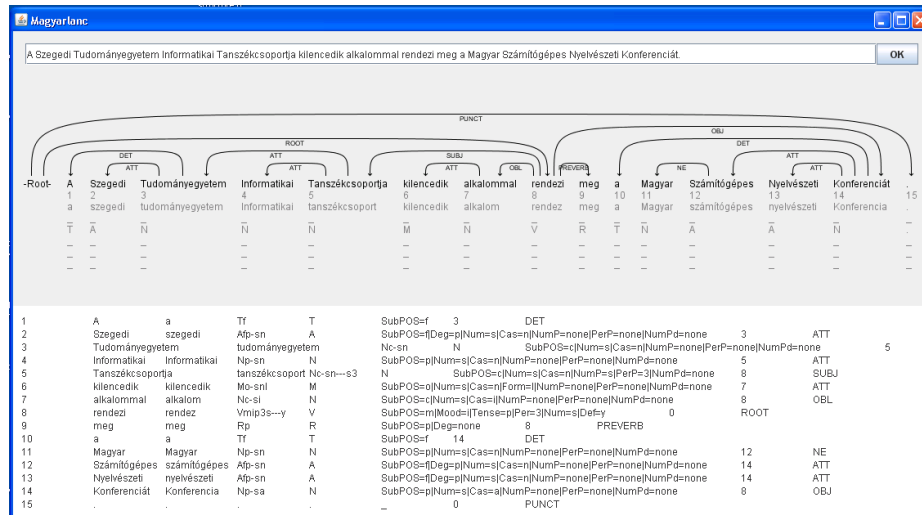 Magyarlanc
A Szegedi Tudományegyetem Informatikai Tanszékcsoportja kilencedik alkalommal rendezi meg a Magyar Számítógépes Nyelvészeti Konferenciát. OK
PUNCT
OBJ
ROOT DET
DET ATT SUBJ ATT
ATT ATT ATT OBL PREVERB NE ATT
-Root- A Szegedi Tudományegyetem Informatikai Tanszékcsoportja kilencedik alkalommal rendezi meg a Magyar Számítógépes Nyelvészeti Konferenciát .
1 2 3 4 5 6 7 8 9 10 11 12 13 14 15
a szegedi tudományegyetem Informatikai tanszékcsoport kilencedik alkalom rendez meg a Magyar számítógépes nyelvészeti Konferencia .
_ _ _ _ _ _ _ _ _ _ _ _ _ _
T A N N N M N V R T N A A N .
_ _ _ _ _ _ _ _ _ _ _ _ _ _ _
_ _ _ _ _ _ _ _ _ _ _ _ _ _ _
_ _ _ _ _ _ _ _ _ _ _ _ _ _ _
1 A a Tf T SubPOS=f 3 DET
2 Szegedi szegedi Afp-sn A SubPOS=f|Deg=p|Num=s|Cas=n|NumP=none|PerP=none|NumPd=none 3 ATT
3 Tudományegyetem tudományegyetem Nc-sn N SubPOS=c|Num=s|Cas=n|NumP=none|PerP=none|NumPd=none 5
4 Informatikai Informatikai Np-sn N SubPOS=p|Num=s|Cas=n|NumP=none|PerP=none|NumPd=none 5 ATT
5 Tanszékcsoportja tanszékcsoport Nc-sn---s3 N SubPOS=c|Num=s|Cas=n|NumP=s|PerP=3|NumPd=none 8 SUBJ
6 kilencedik kilencedik Mo-snl M SubPOS=o|Num=s|Cas=n|Form=l|NumP=none|PerP=none|NumPd=none 7 ATT
7 alkalommal alkalom Nc-si N SubPOS=c|Num=s|Cas=i|NumP=none|PerP=none|NumPd=none 8 OBL
8 rendezi rendez Vmip3s---y V SubPOS=m|Mood=i|Tense=p|Per=3|Num=s|Def=y 0 ROOT
9 meg meg Rp R SubPOS=p|Deg=none 8 PREVERB
10 a a Tf T SubPOS=f 14 DET
11 Magyar Magyar Np-sn N SubPOS=p|Num=s|Cas=n|NumP=none|PerP=none|NumPd=none 12 NE
12 Számítógépes számítógépes Afp-sn A SubPOS=f|Deg=p|Num=s|Cas=n|NumP=none|PerP=none|NumPd=none 14 ATT
13 Nyelvészeti nyelvészeti Afp-sn A SubPOS=f|Deg=p|Num=s|Cas=n|NumP=none|PerP=none|NumPd=none 14 ATT
14 Konferenciát Konferencia Np-sa N SubPOS=p|Num=s|Cas=a|NumP=none|PerP=none|NumPd=none 8 OBJ
15 . . . . _ 0 PUNCT